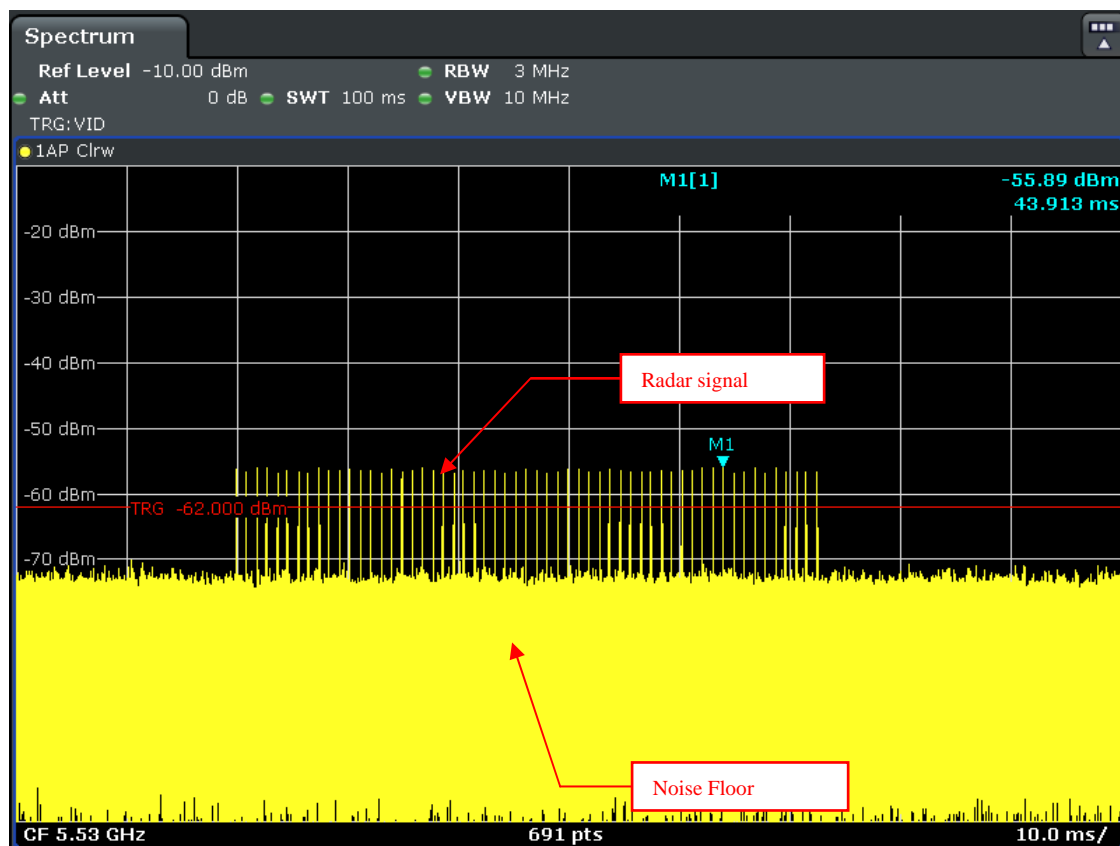 Spectrum
Ref Level -10.00 dBm RBW 3 MHz
Att 0 dB SWT 100 ms VBW 10 MHz
TRG:VID
1AP Clrw
M1[1] -55.89 dBm
43.913 ms
-20 dBm
-30 dBm
-40 dBm
Radar signal
-50 dBm
M1
-60 dBm
TRG -62.000 dBm
-70 dBm
Noise Floor
CF 5.53 GHz 691 pts 10.0 ms/